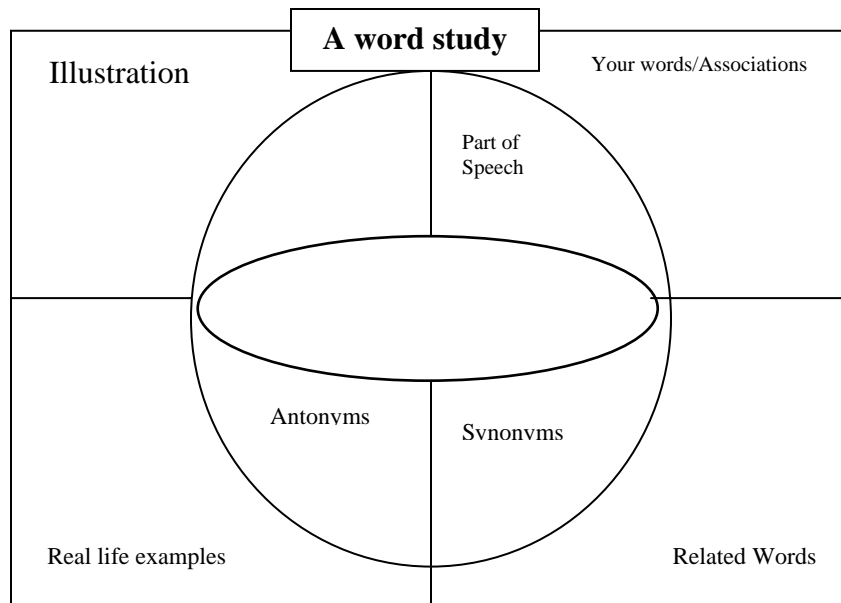 A word study
Illustration
Your words/Associations
Part of
Speech
Antonyms
Synonyms
Real life examples
Related Words